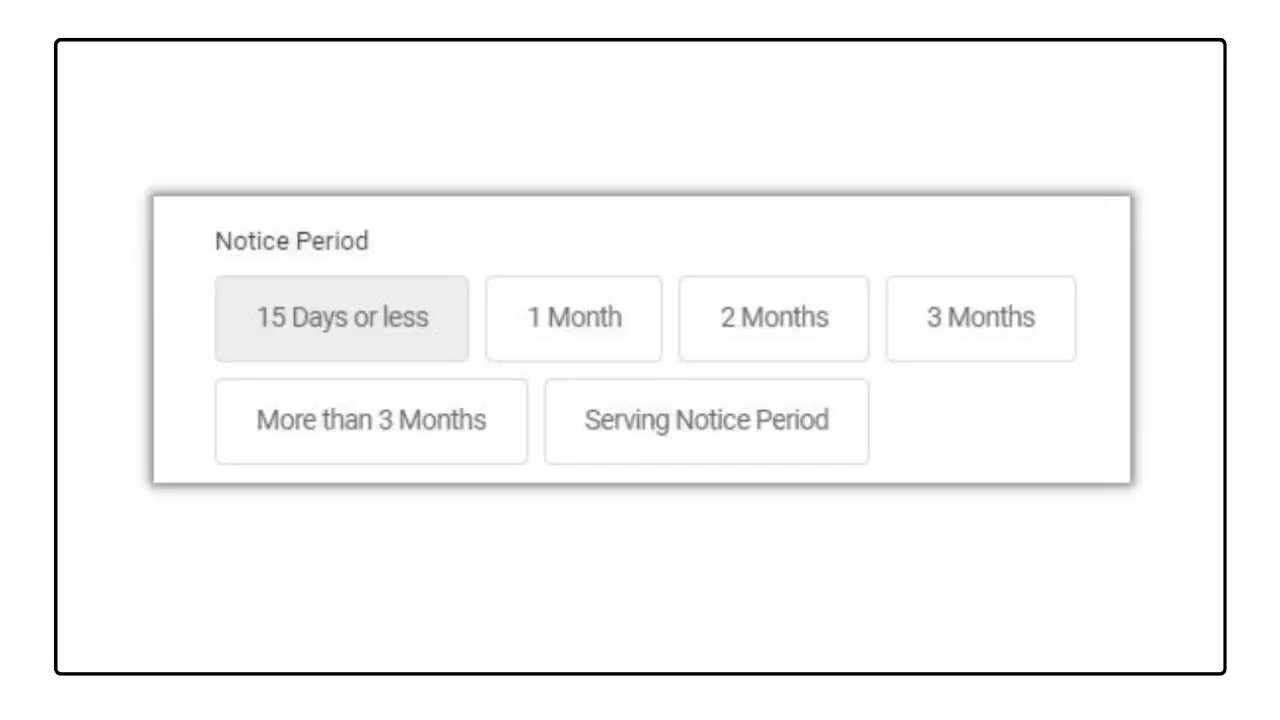 Notice Period
15 Days or less 1 Month 2 Months 3 Months
More than 3 Months Serving Notice Period